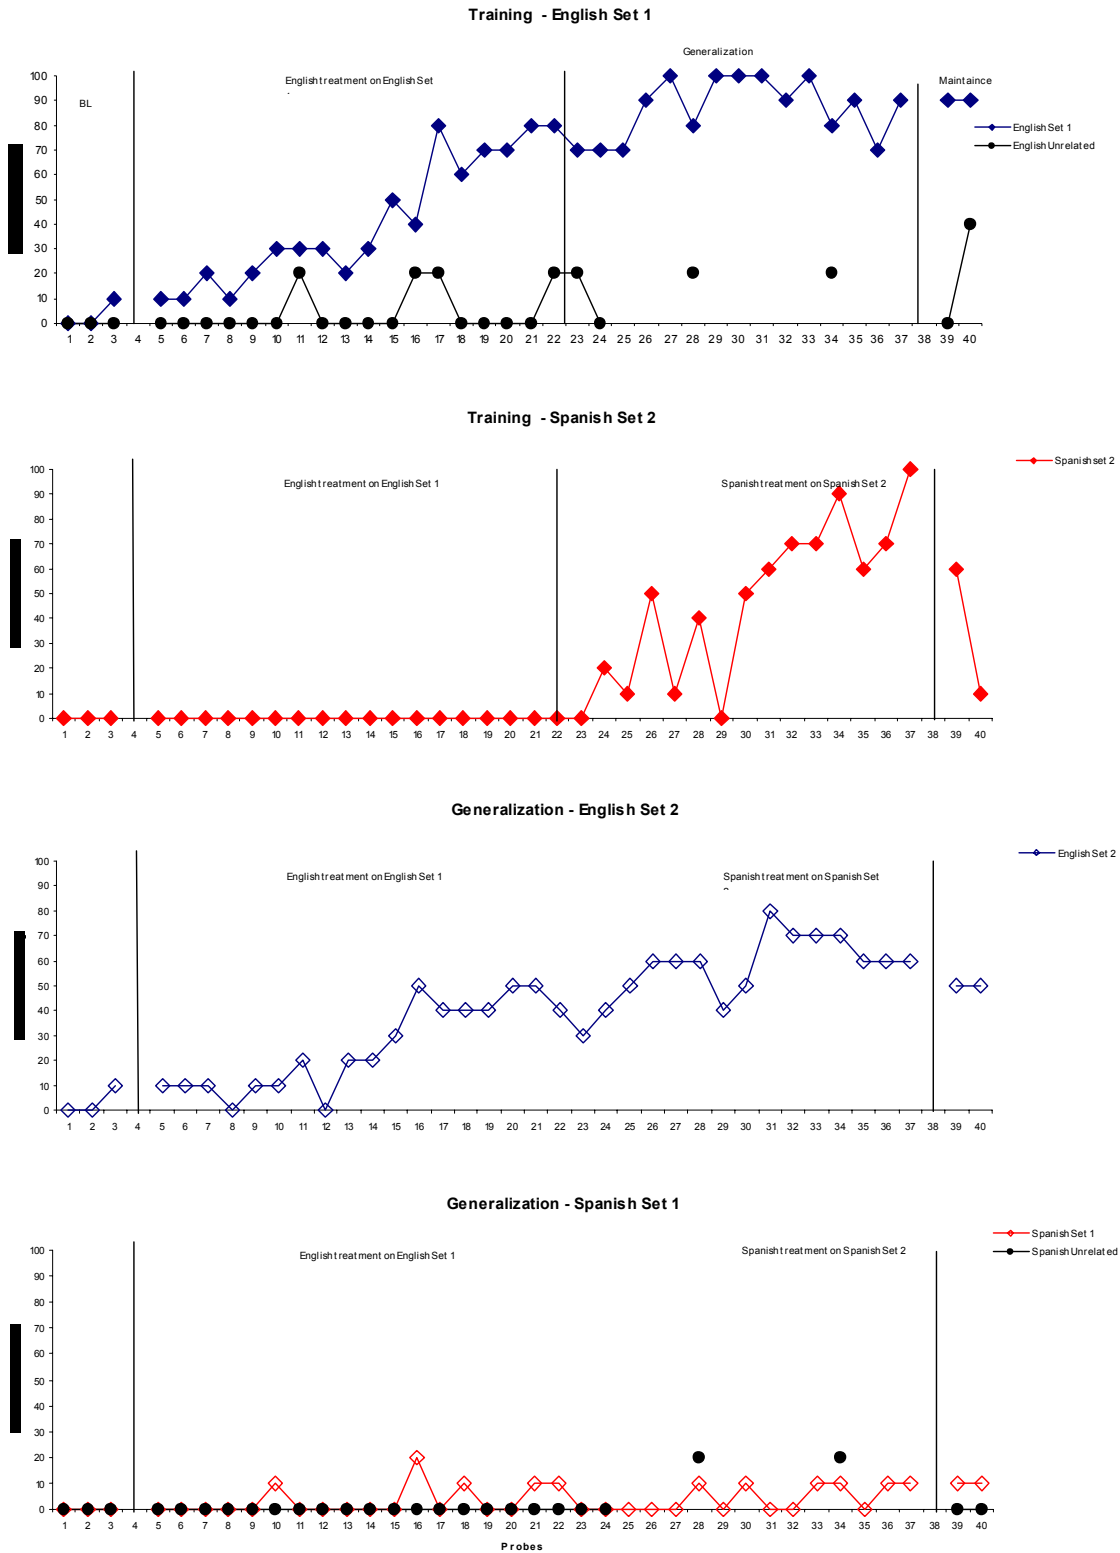 Training - English Set 1
Generalization
English treatment on English Set
Maintaince
BL
100
90
80
70
60
50
40
30
20
10
0
English Set 1
English Unrelated
1 2 3 4 5 6 7 8 9 10 11 12 13 14 15 16 17 18 19 20 21 22 23 24 25 26 27 28 29 30 31 32 33 34 35 36 37 38 39 40
Training - Spanish Set 2
Spanish set 2
English treatment on English Set 1
Spanish treatment on Spanish Set 2
100
90
80
70
60
50
40
30
20
10
0
1 2 3 4 5 6 7 8 9 10 11 12 13 14 15 16 17 18 19 20 21 22 23 24 25 26 27 28 29 30 31 32 33 34 35 36 37 38 39 40
Generalization - English Set 2
English Set 2
English treatment on English Set 1
Spanish treatment on Spanish Set
100
90
80
70
60
50
40
30
20
10
0
1 2 3 4 5 6 7 8 9 10 11 12 13 14 15 16 17 18 19 20 21 22 23 24 25 26 27 28 29 30 31 32 33 34 35 36 37 38 39 40
Generalization - Spanish Set 1
Spanish Set 1
Spanish Unrelated
English treatment on English Set 1
Spanish treatment on Spanish Set 2
100
90
80
70
60
50
40
30
20
10
0
1 2 3 4 5 6 7 8 9 10 11 12 13 14 15 16 17 18 19 20 21 22 23 24 25 26 27 28 29 30 31 32 33 34 35 36 37 38 39 40
Probes